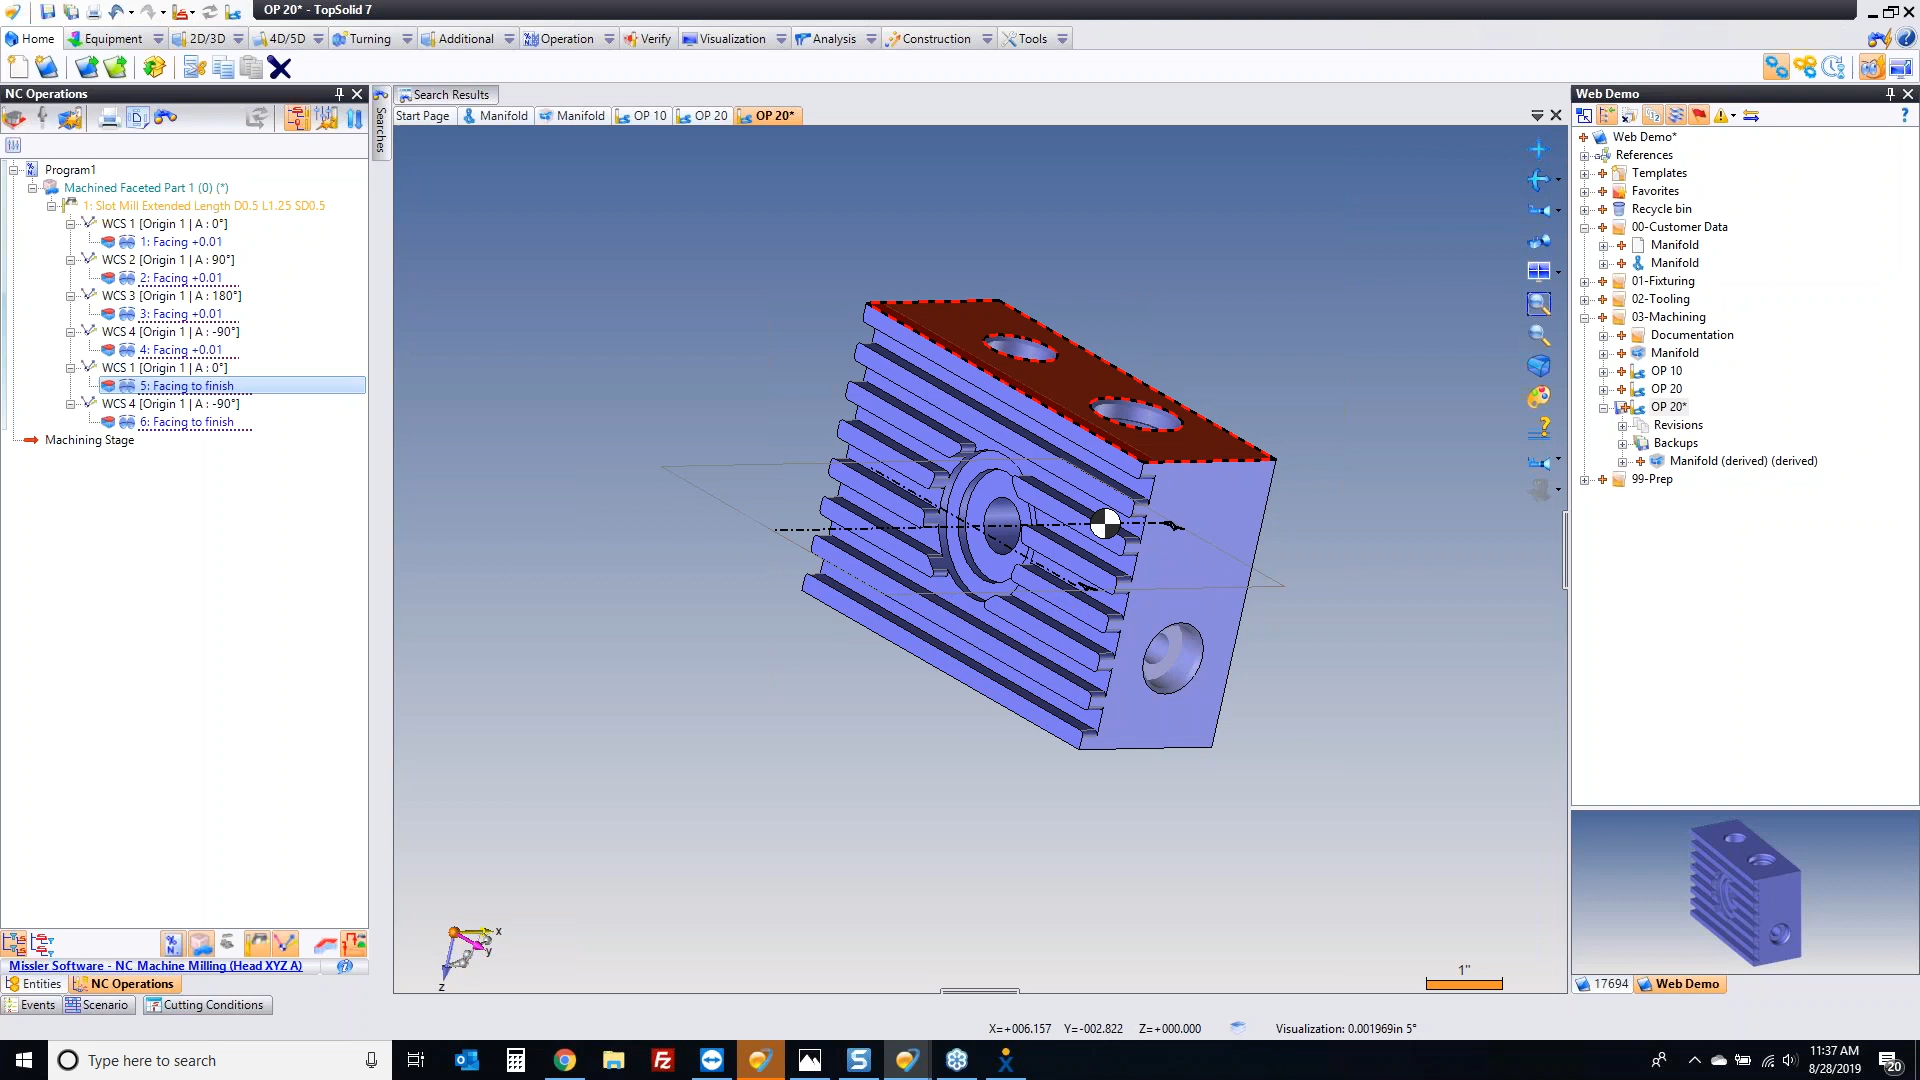 OP 20* - TopSolid 7
Home Equipment 2D/3D 4D/5D Turning Additional Operation Verify Visualization Analysis Construction Tools
NC Operations
Searches
Search Results
Start Page Manifold Manifold OP 10 OP 20 OP 20*
Program1
Machined Faceted Part 1 (0) (*)
1: Slot Mill Extended Length D0.5 L1.25 SD0.5
WCS 1 [Origin 1 | A : 0°]
1: Facing +0.01
WCS 2 [Origin 1 | A : 90°]
2: Facing +0.01
WCS 3 [Origin 1 | A : 180°]
3: Facing +0.01
WCS 4 [Origin 1 | A : -90°]
4: Facing +0.01
WCS 1 [Origin 1 | A : 0°]
5: Facing to finish
WCS 4 [Origin 1 | A : -90°]
6: Facing to finish
Machining Stage
Missler Software - NC Machine Milling (Head XYZ A)
Entities NC Operations
Events Scenario Cutting Conditions
x
y
z
1"
X=+006.157 Y=-002.822 Z=+000.000 Visualization: 0.001969in 5°
Web Demo
Web Demo*
References
Templates
Favorites
Recycle bin
00-Customer Data
Manifold
Manifold
01-Fixturing
02-Tooling
03-Machining
Documentation
Manifold
OP 10
OP 20
OP 20*
Revisions
Backups
Manifold (derived) (derived)
99-Prep
17694 Web Demo
Type here to search
11:37 AM
8/28/2019
20